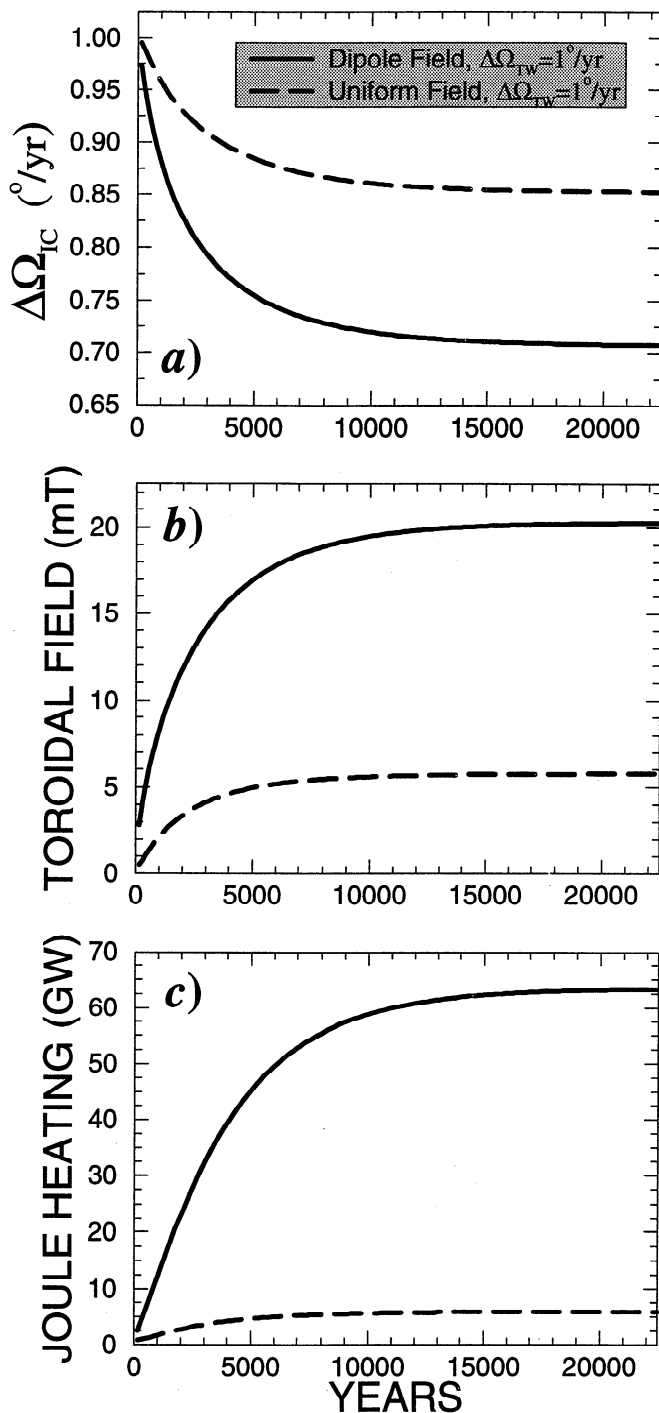 Dipole Field, ΔΩTW=1°/yr
Uniform Field, ΔΩTW=1°/yr
ΔΩIC (°/yr)
1.00
0.95
0.90
0.85
0.80
0.75
0.70
0.65
a)
0 5000 10000 15000 20000
TOROIDAL FIELD (mT)
20
15
10
5
0
b)
0 5000 10000 15000 20000
JOULE HEATING (GW)
70
60
50
40
30
20
10
0
c)
0 5000 10000 15000 20000
YEARS